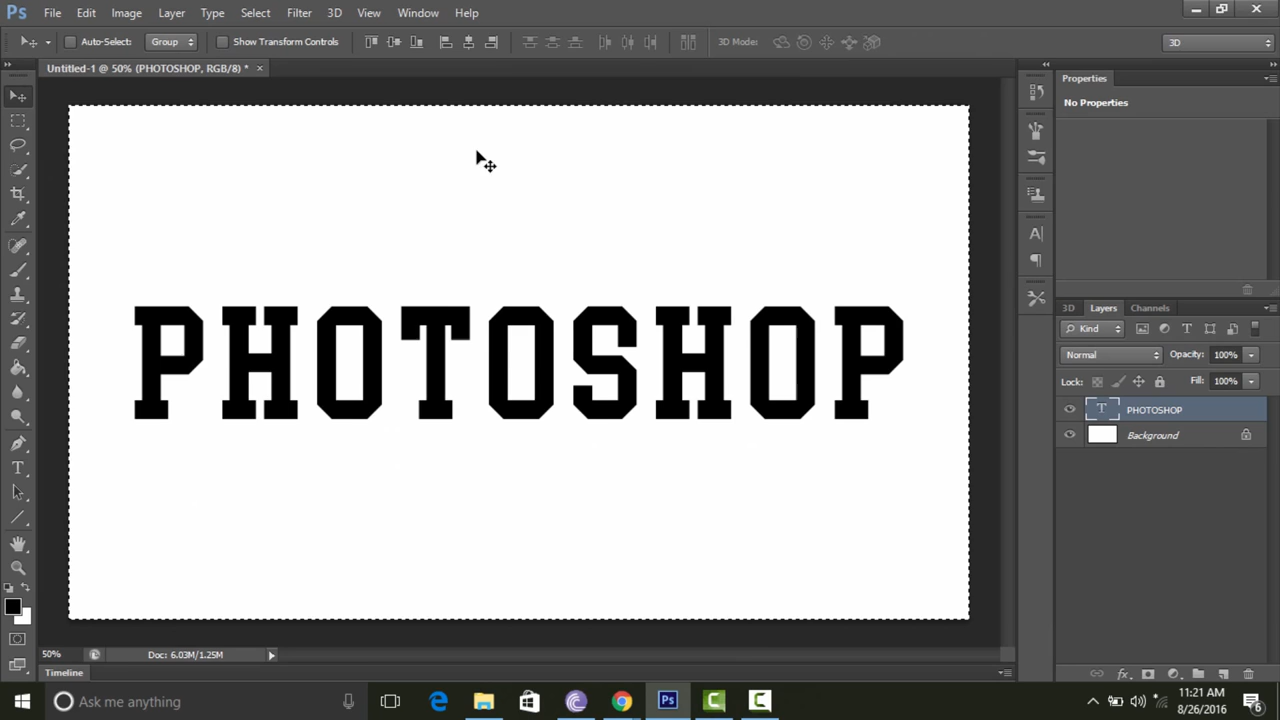 Ps File Edit Image Layer Type Select Filter 3D View Window Help
Auto-Select: Group Show Transform Controls 3D Mode: 3D
Untitled-1 @ 50% (PHOTOSHOP, RGB/8) * ×
Properties
No Properties
PHOTOSHOP
3D Layers Channels
Kind
Normal Opacity: 100%
Lock: Fill: 100%
T PHOTOSHOP
Background
50% Doc: 6.03M/1.25M
Timeline
Ask me anything
11:21 AM
8/26/2016
6